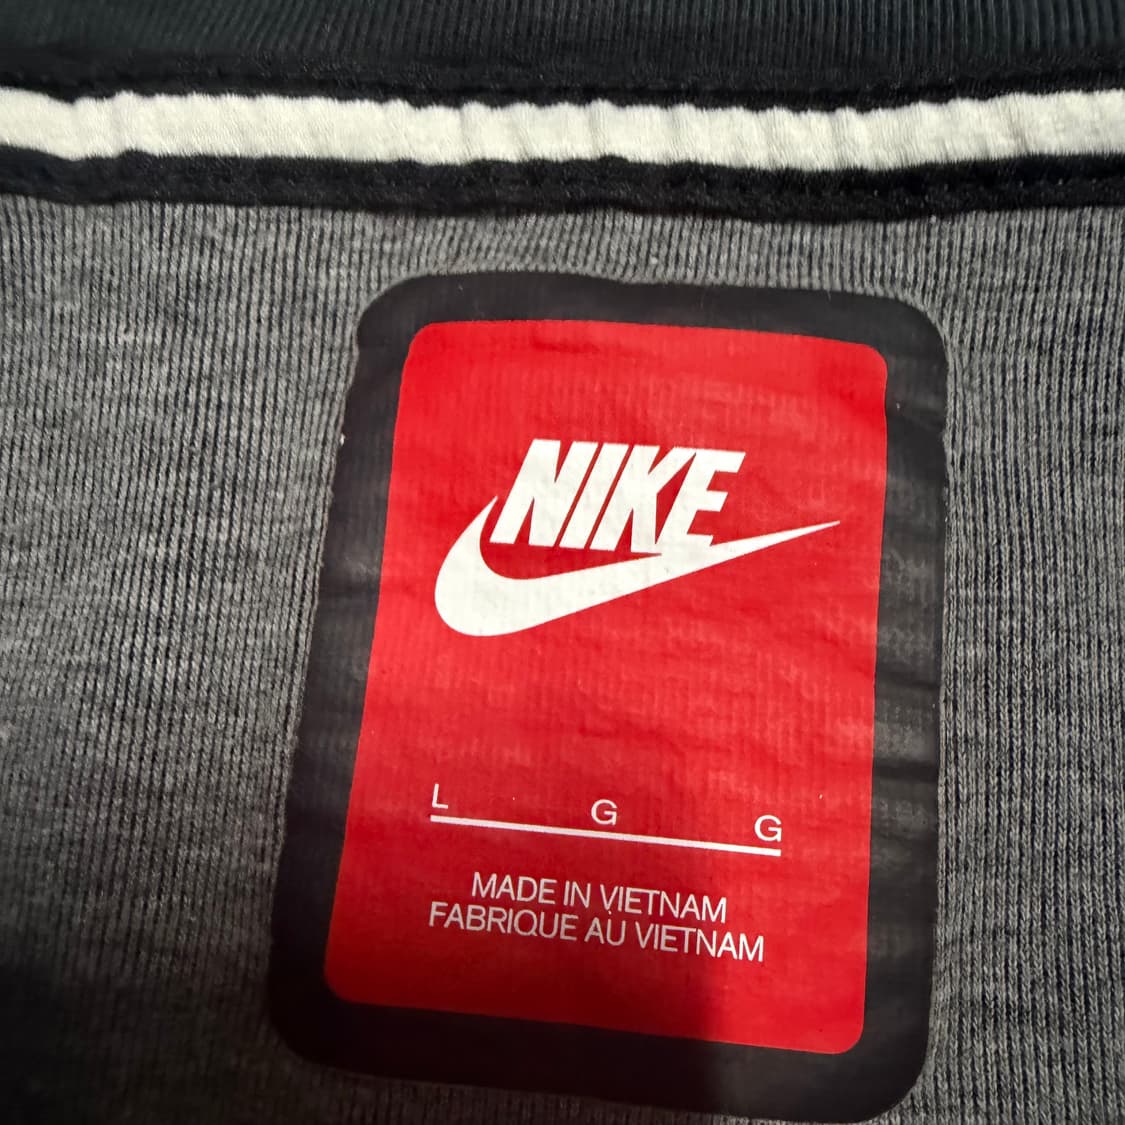 NIKE
L G G
MADE IN VIETNAM
FABRIQUE AU VIETNAM